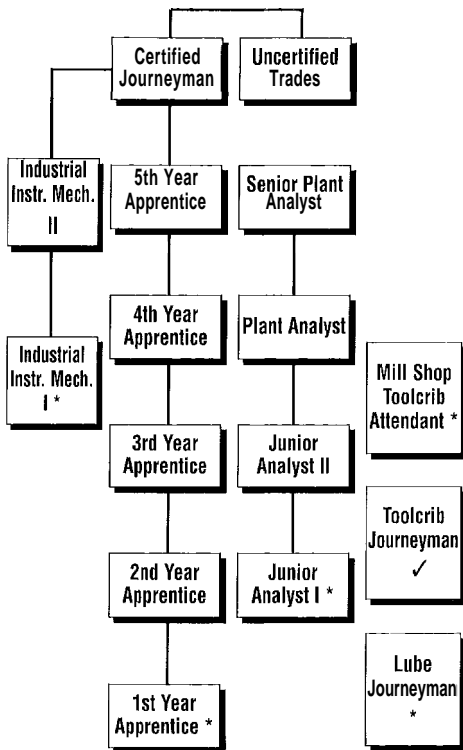 Certified
Journeyman
Uncertified
Trades
Industrial
Instr. Mech.
II
5th Year
Apprentice
Senior Plant
Analyst
Industrial
Instr. Mech.
I *
4th Year
Apprentice
Plant Analyst
Mill Shop
Toolcrib
Attendant *
3rd Year
Apprentice
Junior
Analyst II
Toolcrib
Journeyman
✓
2nd Year
Apprentice
Junior
Analyst I *
Lube
Journeyman
*
1st Year
Apprentice *